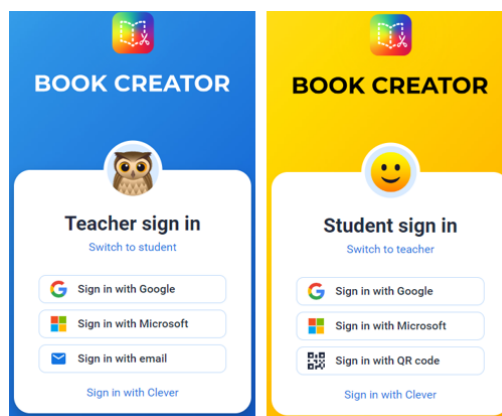 BOOK CREATOR
Teacher sign in
Switch to student
Sign in with Google
Sign in with Microsoft
Sign in with email
Sign in with Clever
BOOK CREATOR
Student sign in
Switch to teacher
Sign in with Google
Sign in with Microsoft
Sign in with QR code
Sign in with Clever